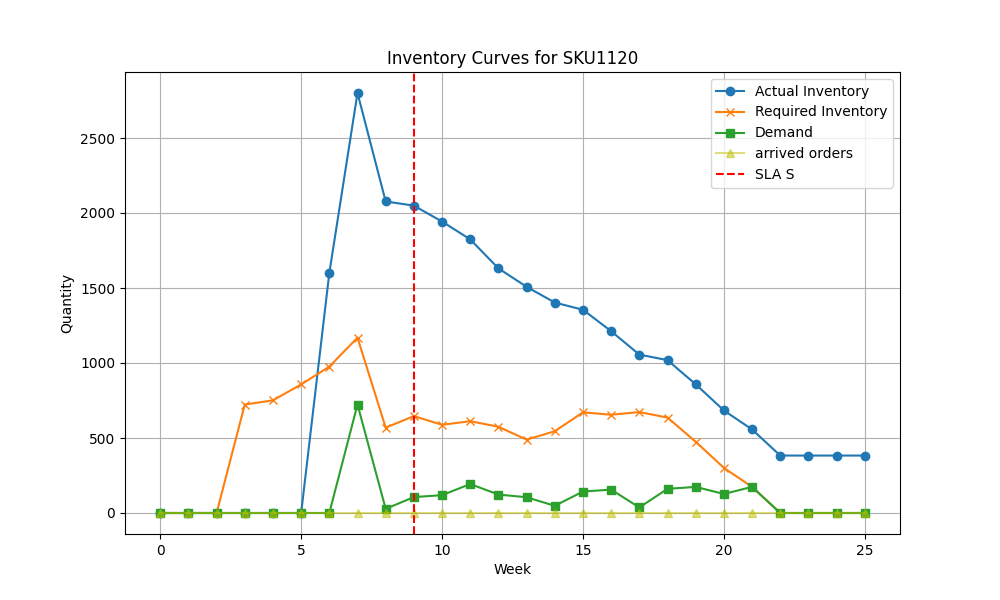 Inventory Curves for SKU1120
Actual Inventory
Required Inventory
Demand
arrived orders
SLA S
Quantity
2500
2000
1500
1000
500
0
0 5 10 15 20 25
Week